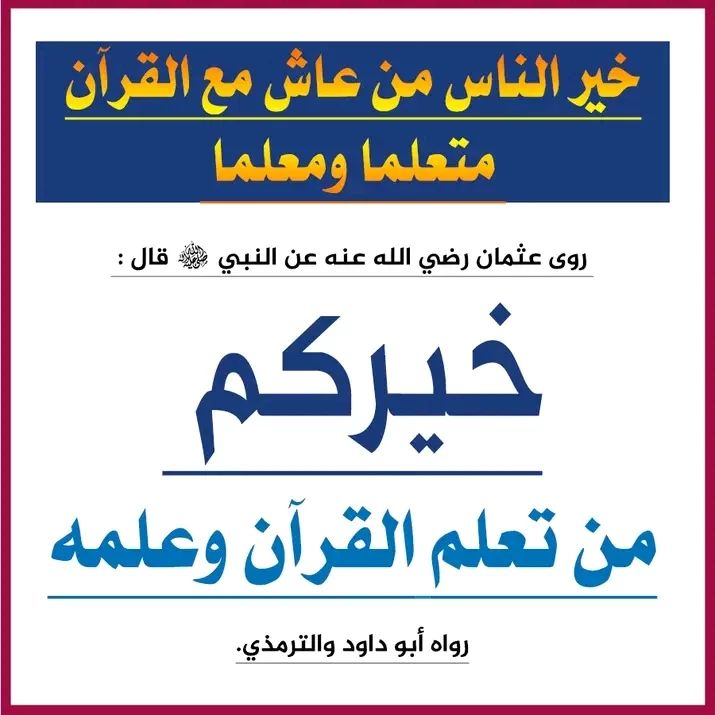 خير الناس من عاش مع القرآن
متعلما ومعلما
روى عثمان رضي الله عنه عن النبي ﷺ قال :
خيركم
من تعلم القرآن وعلمه
رواه أبو داود والترمذي.